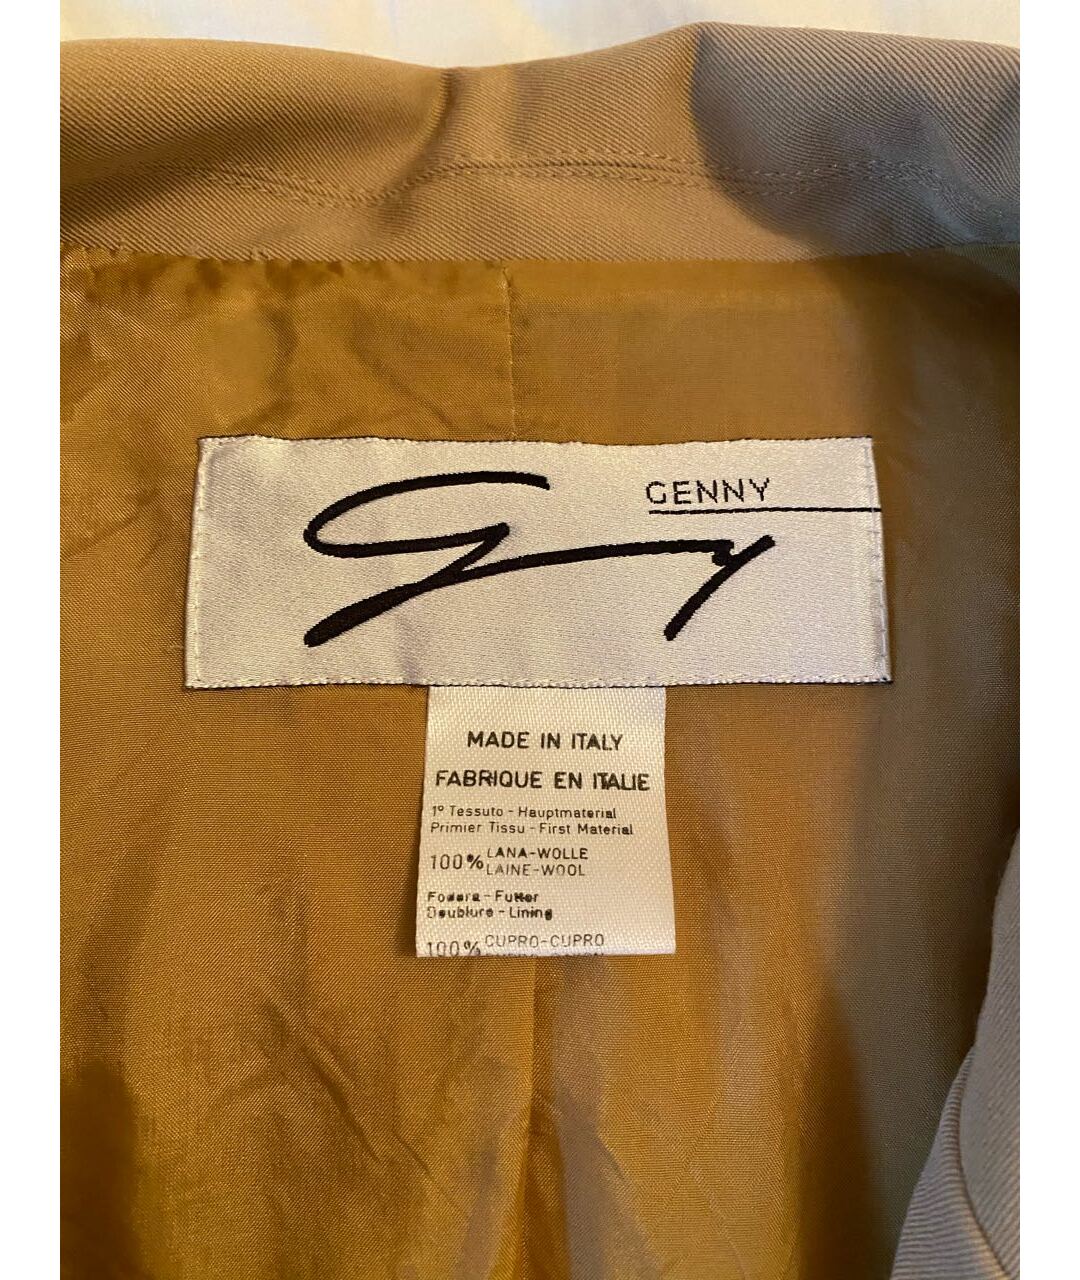 GENNY
Gy
MADE IN ITALY
FABRIQUE EN ITALIE
1º Tessuto - Hauptmaterial
Primier Tissu - First Material
100% LANA-WOLLE
LAINE-WOOL
Fodera - Futter
Doublure - Lining
100% CUPRO-CUPRO